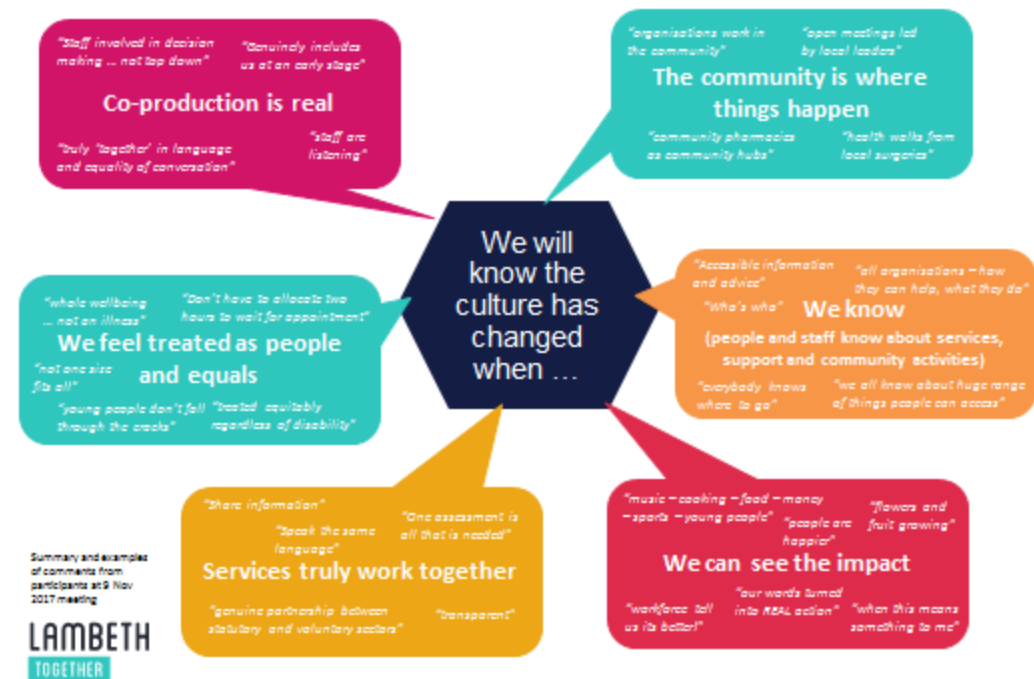 "Staff involved in decision
making ... not top down"
"Genuinely includes
us at an early stage"
Co-production is real
"truly 'together' in language
and equality of conversation"
"staff are
listening"
"organisations work in
the community"
"open meetings led
by local leaders"
The community is where
things happen
"community pharmacies
as community hubs"
"health walks from
local surgeries"
We will
know the
culture has
changed
when ...
"whole wellbeing
... not an illness"
"Don't have to allocate two
hours to wait for appointment"
We feel treated as people
and equals
"not one size
fits all"
"young people don't fall
through the cracks"
"treated equitably
regardless of disability"
"Accessible information
and advice"
"all organisations – how
they can help, what they do"
"Who's who"
We know
(people and staff know about services,
support and community activities)
"everybody knows
where to go"
"we all know about huge range
of things people can access"
"Share information"
"Speak the same
language"
"One assessment is
all that is needed"
Services truly work together
"genuine partnership between
statutory and voluntary sectors"
"transparent"
"music – cooking – food – money
– sports – young people"
"people are
happier"
"flowers and
fruit growing"
We can see the impact
"workforce tell
us its better!"
"our words turned
into REAL action"
"when this means
something to me"
Summary and examples
of comments from
participants at 9 Nov
2017 meeting
LAMBETH
TOGETHER